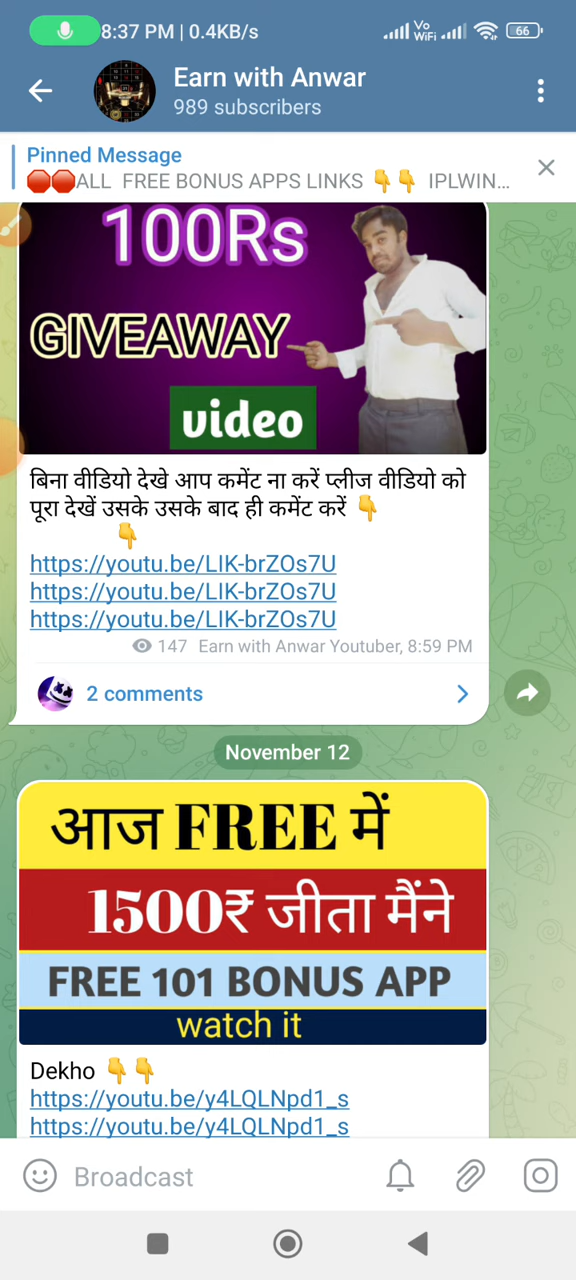 8:37 PM | 0.4KB/s
Vo
WiFi
66
Earn with Anwar
989 subscribers
Pinned Message
🛑🛑ALL FREE BONUS APPS LINKS 👇👇 IPLWIN...
100Rs
GIVEAWAY
video
बिना वीडियो देखे आप कमेंट ना करें प्लीज वीडियो को
पूरा देखें उसके उसके बाद ही कमेंट करें 👇
👇
https://youtu.be/LIK-brZOs7U
https://youtu.be/LIK-brZOs7U
https://youtu.be/LIK-brZOs7U
147 Earn with Anwar Youtuber, 8:59 PM
2 comments
November 12
आज FREE में
1500₹ जीता मैंने
FREE 101 BONUS APP
watch it
Dekho 👇👇
https://youtu.be/y4LQLNpd1_s
https://youtu.be/y4LQLNpd1_s
Broadcast